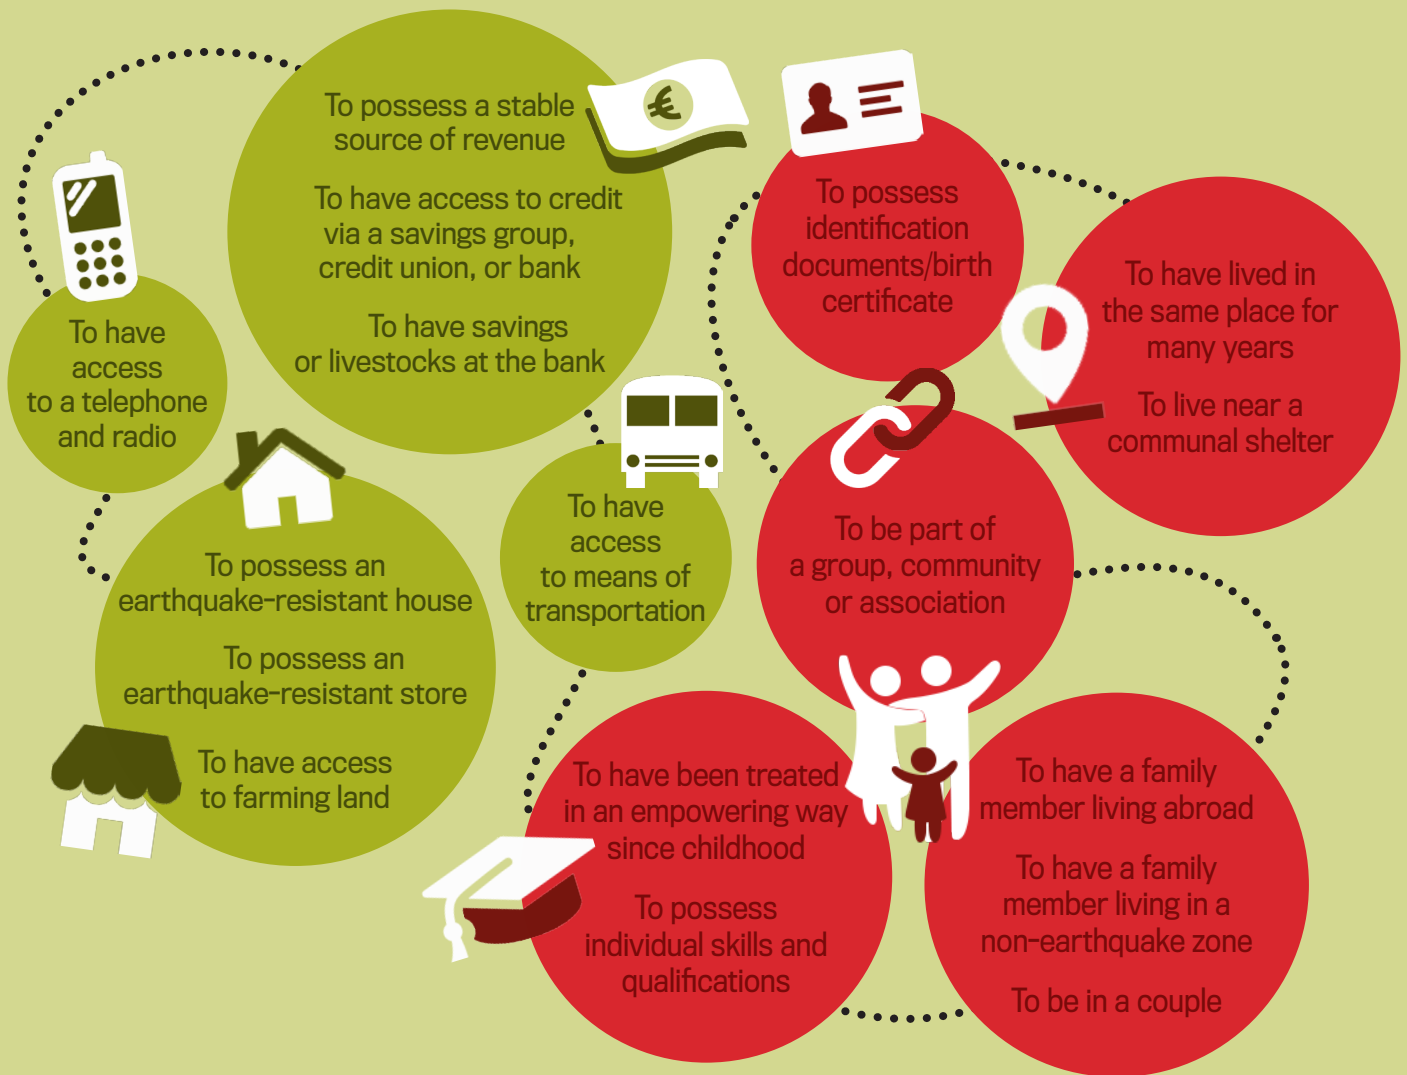 To possess a stable
source of revenue
To have access to credit
via a savings group,
credit union, or bank
To have savings
or livestocks at the bank
€
To have
access
to a telephone
and radio
To possess an
earthquake-resistant house
To possess an
earthquake-resistant store
To have access
to farming land
To have
access
to means of
transportation
To possess
identification
documents/birth
certificate
To have lived in
the same place for
many years
To live near a
communal shelter
To be part of
a group, community
or association
To have been treated
in an empowering way
since childhood
To possess
individual skills and
qualifications
To have a family
member living abroad
To have a family
member living in a
non-earthquake zone
To be in a couple